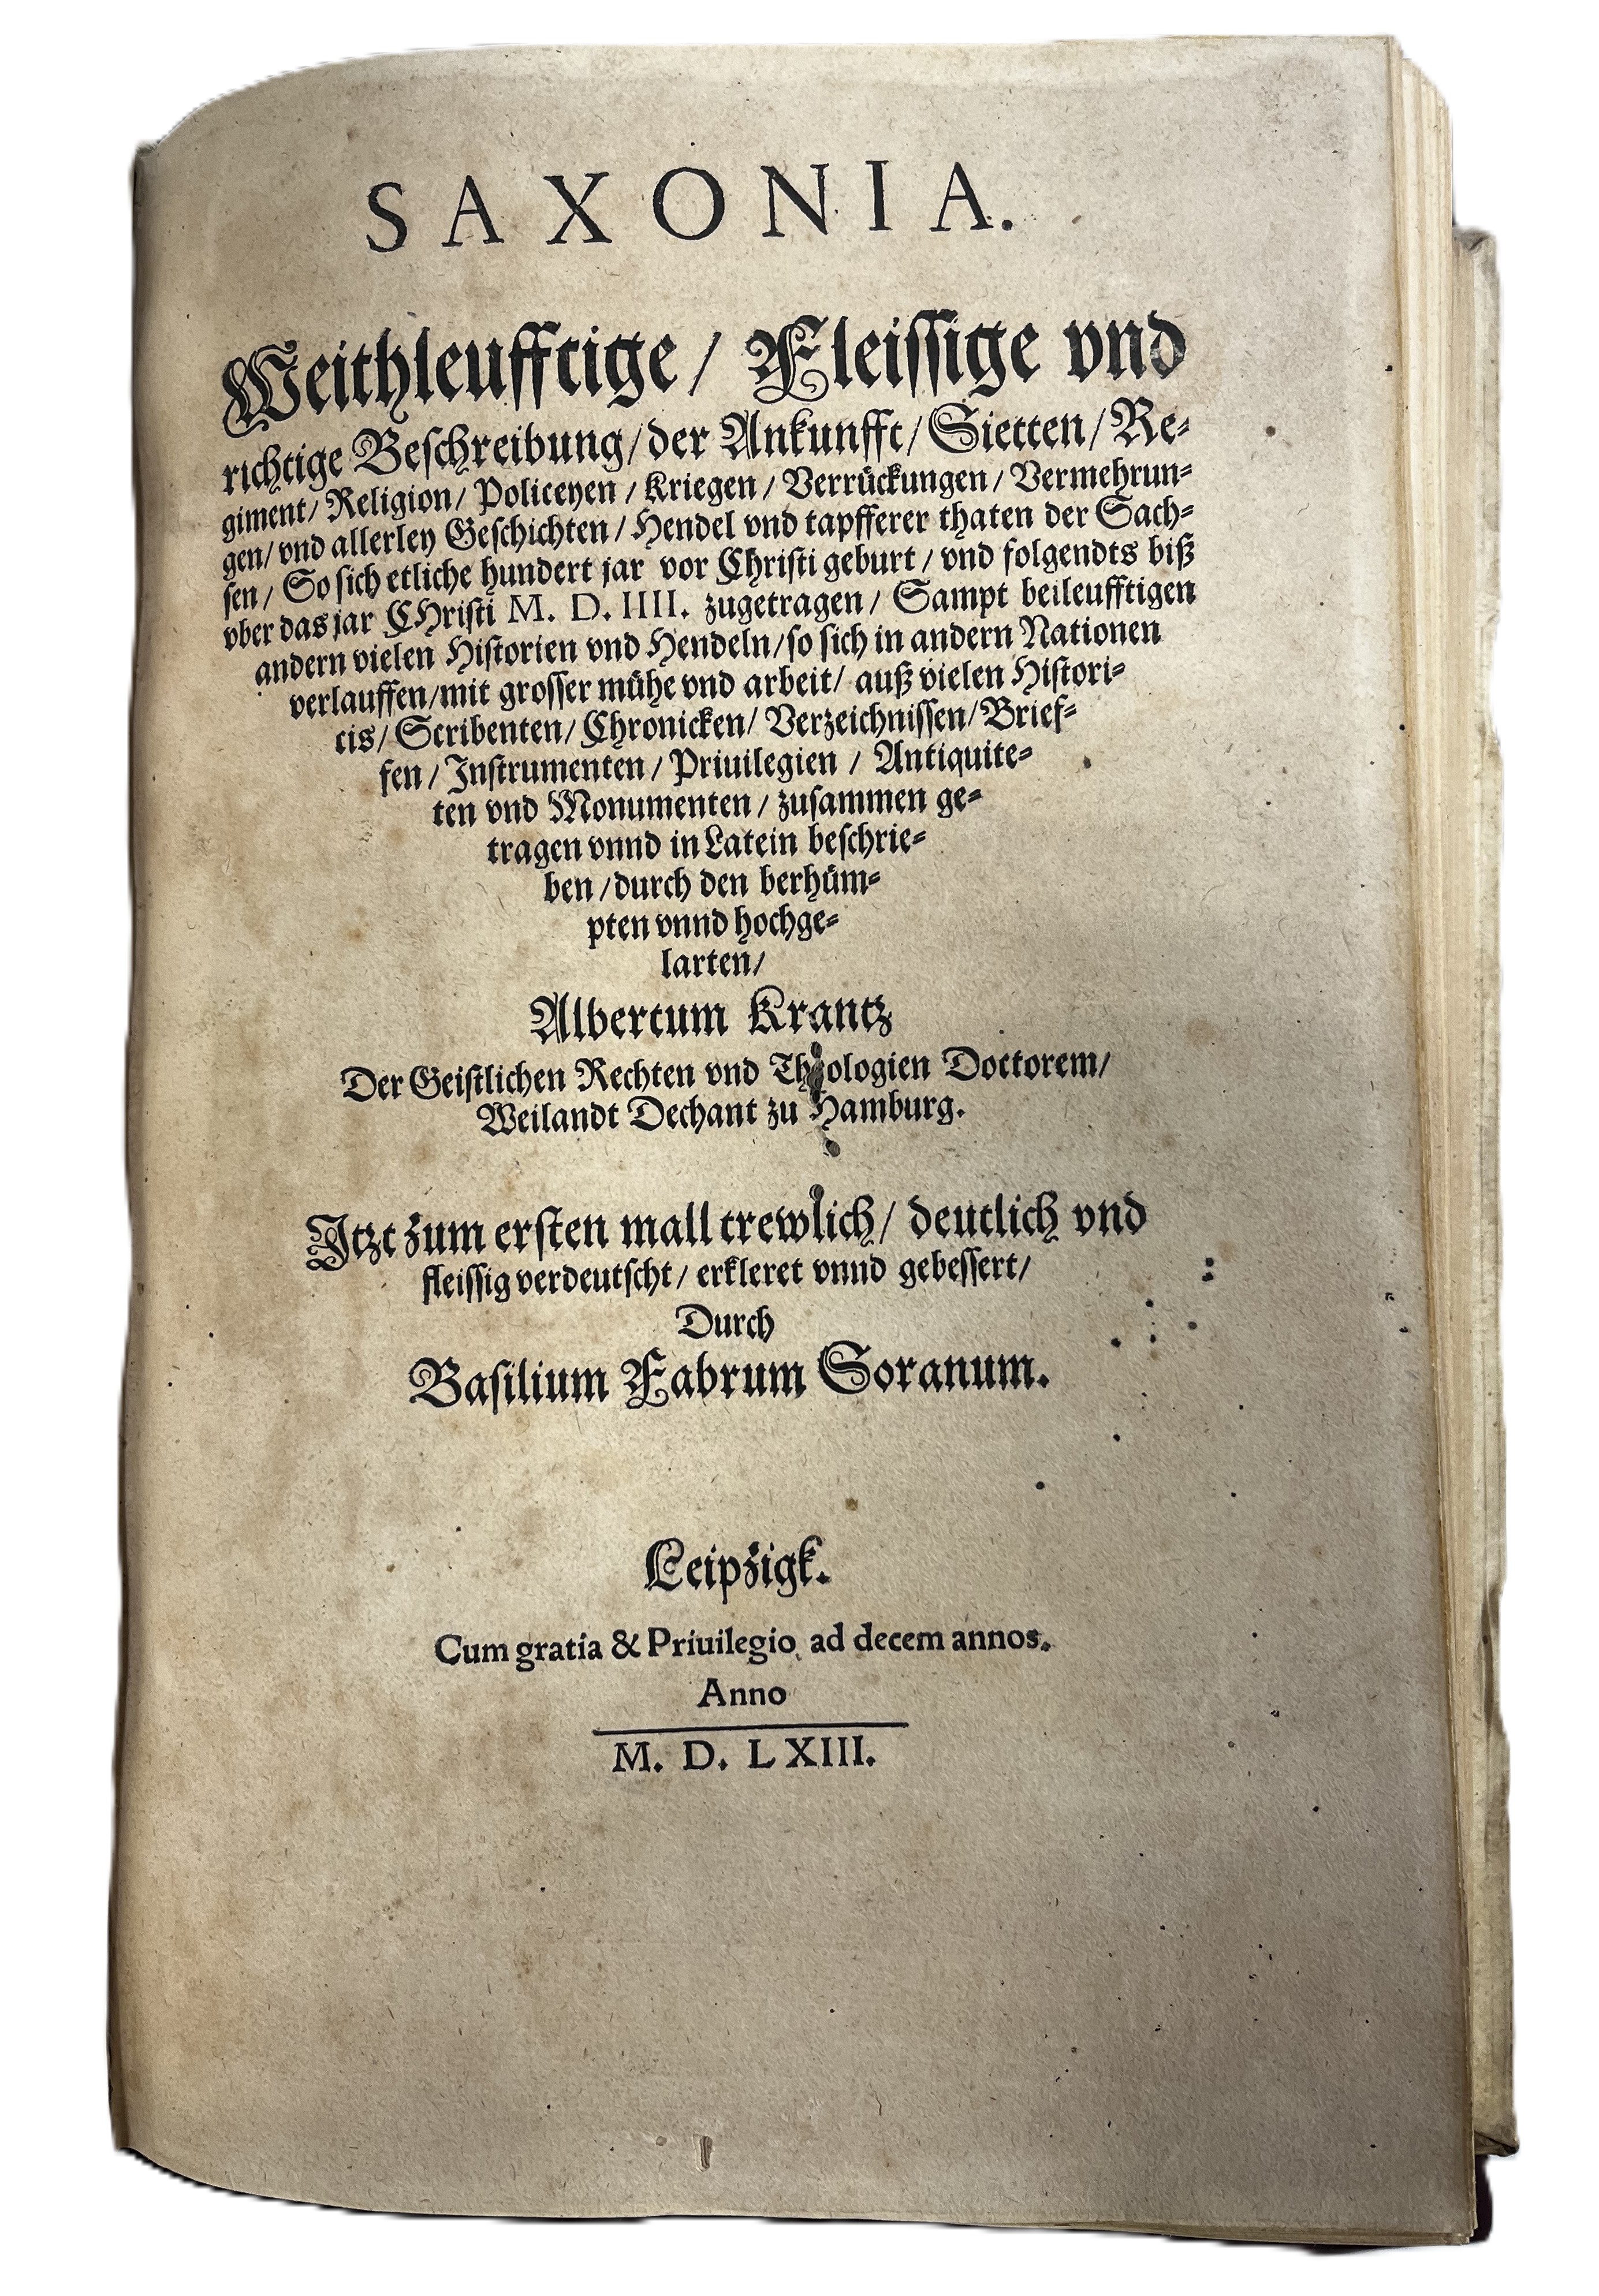 SAXONIA.
Weithleufftige / Fleissige vnd
richtige Beschreibung / der Ankunfft / Sietten / Re-
giment / Religion / Policeyen / Kriegen / Verrückungen / Vermehrun-
gen / vnd allerley Geschichten / Hendel vnd tapfferer thaten der Sach-
sen / So sich etliche hundert jar vor Christi geburt / vnd folgendts biß
vber das jar CHristi M. D. IIII. zugetragen / Sampt beileufftigen
andern vielen Historien vnd Hendeln / so sich in andern Nationen
verlauffen / mit grosser mühe vnd arbeit / auß vielen Histori-
cis / Scribenten / Chronicken / Verzeichnissen / Brief-
fen / Instrumenten / Priuilegien / Antiquite-
ten vnd Monumenten / zusammen ge-
tragen vnnd in Latein beschrie-
ben / durch den berhüm-
pten vnnd hochge-
larten /
Albertum Krantz
Der Geistlichen Rechten vnd Theologien Doctorem /
Weilandt Dechant zu Hamburg.
Itzt zum ersten mall trewlich / deutlich vnd
fleissig verdeutscht / erkleret vnnd gebessert /
Durch
Basilium Fabrum Soranum.
Leipzigk.
Cum gratia & Priuilegio ad decem annos.
Anno
M. D. LXIII.